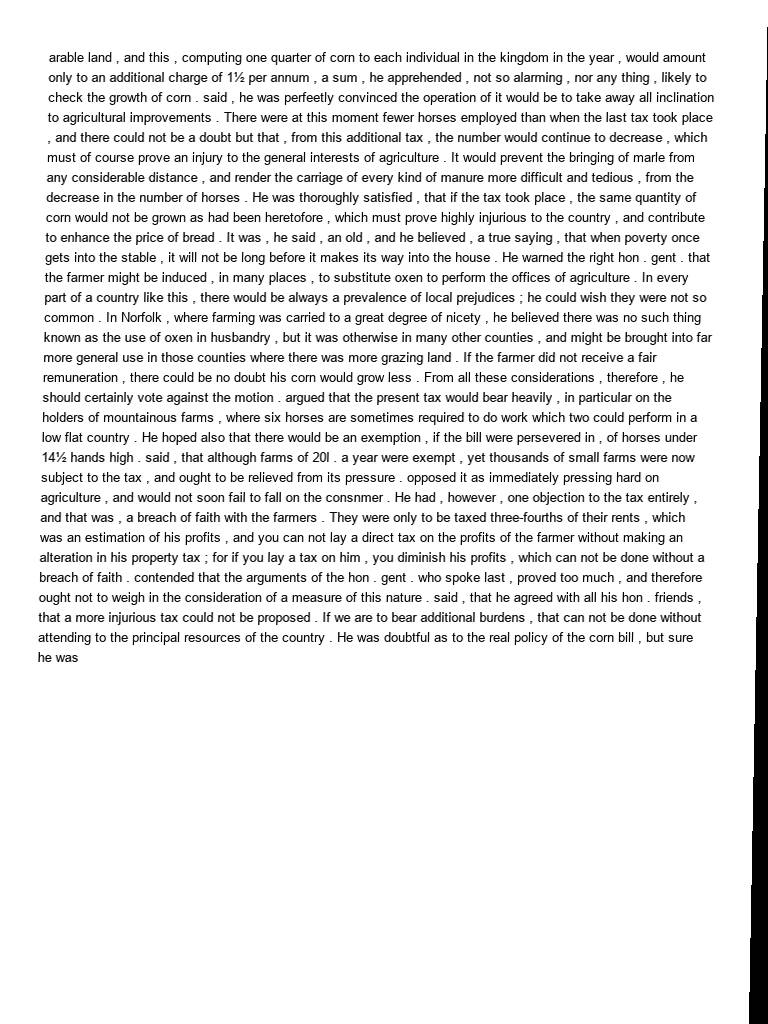 arable land , and this , computing one quarter of corn to each individual in the kingdom in the year , would amount
only to an additional charge of 1½ per annum , a sum , he apprehended , not so alarming , nor any thing , likely to
check the growth of corn . said , he was perfeetly convinced the operation of it would be to take away all inclination
to agricultural improvements . There were at this moment fewer horses employed than when the last tax took place
, and there could not be a doubt but that , from this additional tax , the number would continue to decrease , which
must of course prove an injury to the general interests of agriculture . It would prevent the bringing of marle from
any considerable distance , and render the carriage of every kind of manure more difficult and tedious , from the
decrease in the number of horses . He was thoroughly satisfied , that if the tax took place , the same quantity of
corn would not be grown as had been heretofore , which must prove highly injurious to the country , and contribute
to enhance the price of bread . It was , he said , an old , and he believed , a true saying , that when poverty once
gets into the stable , it will not be long before it makes its way into the house . He warned the right hon . gent . that
the farmer might be induced , in many places , to substitute oxen to perform the offices of agriculture . In every
part of a country like this , there would be always a prevalence of local prejudices ; he could wish they were not so
common . In Norfolk , where farming was carried to a great degree of nicety , he believed there was no such thing
known as the use of oxen in husbandry , but it was otherwise in many other counties , and might be brought into far
more general use in those counties where there was more grazing land . If the farmer did not receive a fair
remuneration , there could be no doubt his corn would grow less . From all these considerations , therefore , he
should certainly vote against the motion . argued that the present tax would bear heavily , in particular on the
holders of mountainous farms , where six horses are sometimes required to do work which two could perform in a
low flat country . He hoped also that there would be an exemption , if the bill were persevered in , of horses under
14½ hands high . said , that although farms of 20l . a year were exempt , yet thousands of small farms were now
subject to the tax , and ought to be relieved from its pressure . opposed it as immediately pressing hard on
agriculture , and would not soon fail to fall on the consnmer . He had , however , one objection to the tax entirely ,
and that was , a breach of faith with the farmers . They were only to be taxed three-fourths of their rents , which
was an estimation of his profits , and you can not lay a direct tax on the profits of the farmer without making an
alteration in his property tax ; for if you lay a tax on him , you diminish his profits , which can not be done without a
breach of faith . contended that the arguments of the hon . gent . who spoke last , proved too much , and therefore
ought not to weigh in the consideration of a measure of this nature . said , that he agreed with all his hon . friends ,
that a more injurious tax could not be proposed . If we are to bear additional burdens , that can not be done without
attending to the principal resources of the country . He was doubtful as to the real policy of the corn bill , but sure
he was